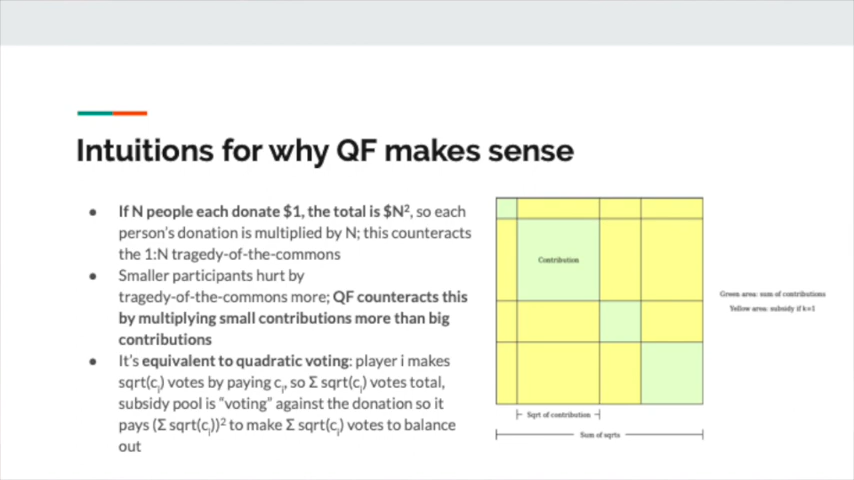 Intuitions for why QF makes sense
● If N people each donate $1, the total is $N², so each
person's donation is multiplied by N; this counteracts
the 1:N tragedy-of-the-commons
● Smaller participants hurt by
tragedy-of-the-commons more; QF counteracts this
by multiplying small contributions more than big
contributions
● It's equivalent to quadratic voting: player i makes
sqrt(cᵢ) votes by paying cᵢ, so Σ sqrt(cᵢ) votes total,
subsidy pool is "voting" against the donation so it
pays (Σ sqrt(cᵢ))² to make Σ sqrt(cᵢ) votes to balance
out
Contribution
Green area: sum of contributions
Yellow area: subsidy if k=1
Sqrt of contribution
Sum of sqrts